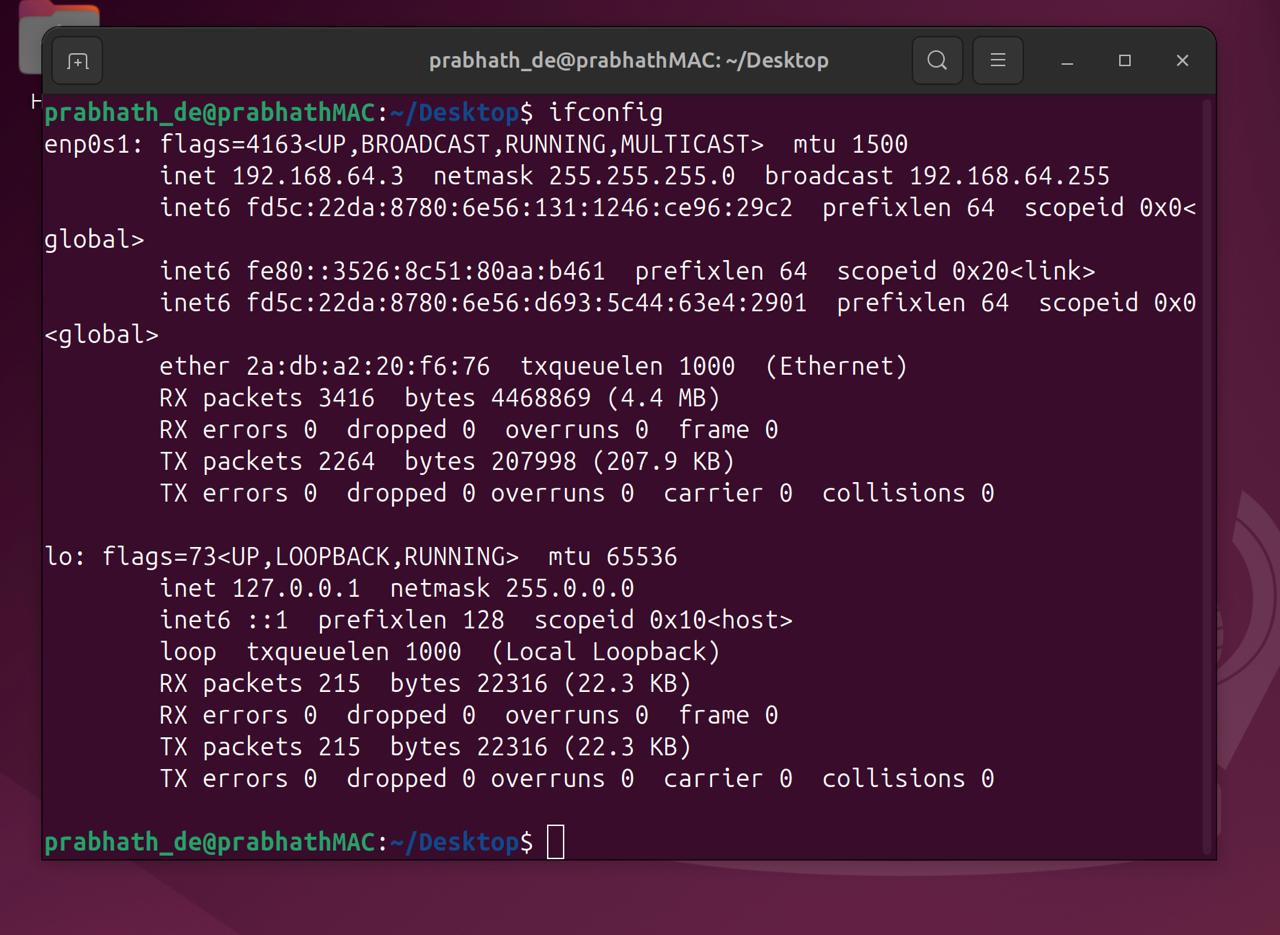 prabhath_de@prabhathMAC: ~/Desktop
H
prabhath_de@prabhathMAC:~/Desktop$ ifconfig
enp0s1: flags=4163<UP,BROADCAST,RUNNING,MULTICAST>  mtu 1500
        inet 192.168.64.3  netmask 255.255.255.0  broadcast 192.168.64.255
        inet6 fd5c:22da:8780:6e56:131:1246:ce96:29c2  prefixlen 64  scopeid 0x0<
global>
        inet6 fe80::3526:8c51:80aa:b461  prefixlen 64  scopeid 0x20<link>
        inet6 fd5c:22da:8780:6e56:d693:5c44:63e4:2901  prefixlen 64  scopeid 0x0
<global>
        ether 2a:db:a2:20:f6:76  txqueuelen 1000  (Ethernet)
        RX packets 3416  bytes 4468869 (4.4 MB)
        RX errors 0  dropped 0  overruns 0  frame 0
        TX packets 2264  bytes 207998 (207.9 KB)
        TX errors 0  dropped 0 overruns 0  carrier 0  collisions 0

lo: flags=73<UP,LOOPBACK,RUNNING>  mtu 65536
        inet 127.0.0.1  netmask 255.0.0.0
        inet6 ::1  prefixlen 128  scopeid 0x10<host>
        loop  txqueuelen 1000  (Local Loopback)
        RX packets 215  bytes 22316 (22.3 KB)
        RX errors 0  dropped 0  overruns 0  frame 0
        TX packets 215  bytes 22316 (22.3 KB)
        TX errors 0  dropped 0 overruns 0  carrier 0  collisions 0

prabhath_de@prabhathMAC:~/Desktop$